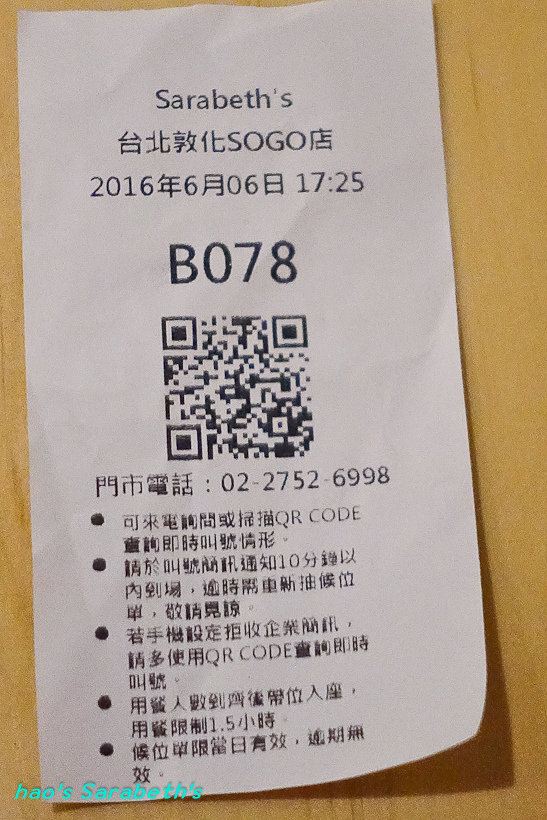 Sarabeth's
台北敦化SOGO店
2016年6月06日 17:25
B078
門市電話：02-2752-6998
● 可來電詢問或掃描QR CODE
查詢即時叫號情形。
● 請於叫號簡訊通知10分鐘以
內到場，逾時需重新抽候位
單，敬請見諒。
● 若手機設定拒收企業簡訊，
請多使用QR CODE查詢即時
叫號。
● 用餐人數到齊後帶位入座，
用餐限制1.5小時。
● 候位單限當日有效，逾期無
效。
hao's Sarabeth's